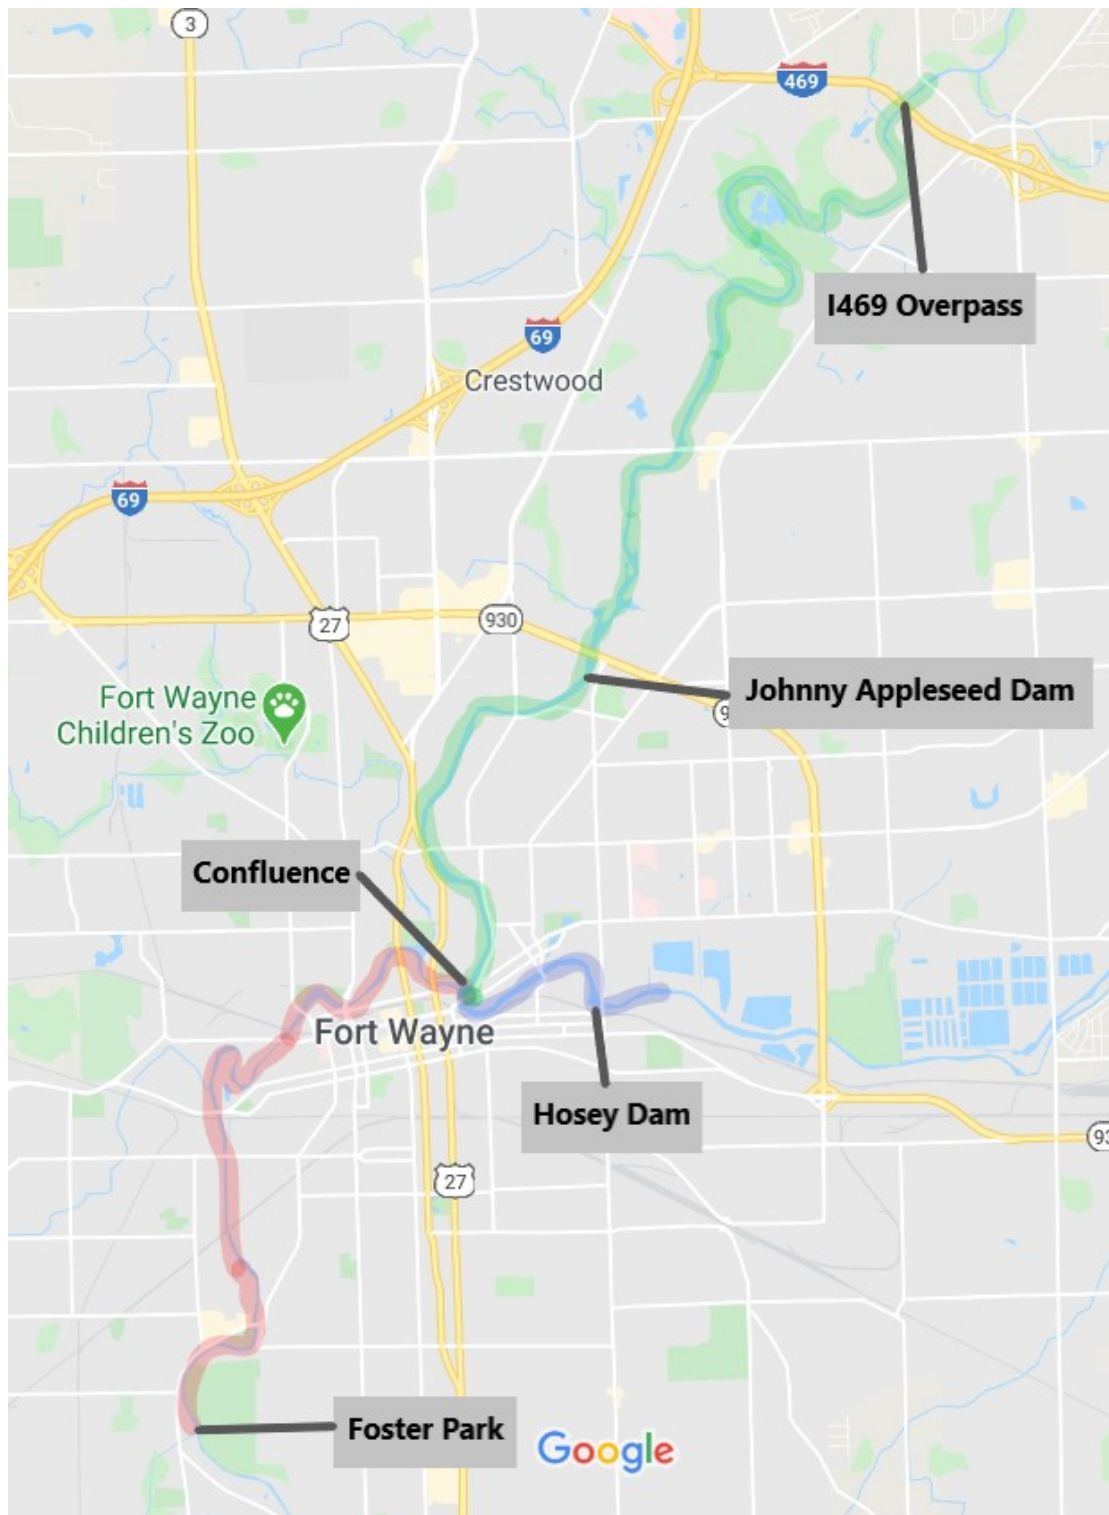 3
469
I469 Overpass
69
Crestwood
69
27
930
Fort Wayne
Children's Zoo
Johnny Appleseed Dam
Confluence
Fort Wayne
Hosey Dam
27
Foster Park
Google